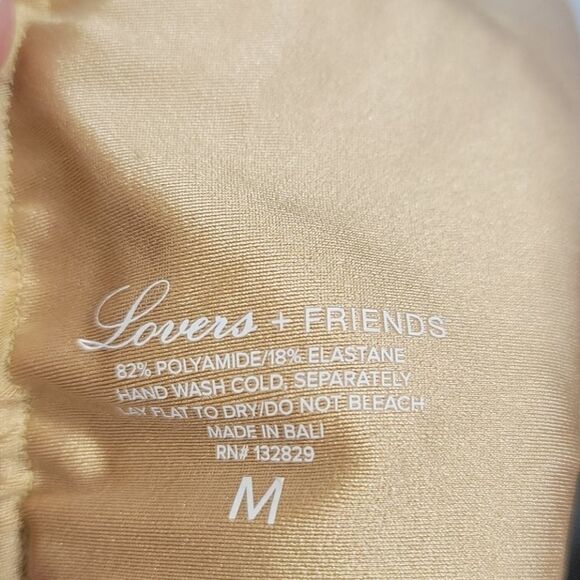 Lovers + FRIENDS
82% POLYAMIDE/18% ELASTANE
HAND WASH COLD, SEPARATELY
LAY FLAT TO DRY/DO NOT BLEACH
MADE IN BALI
RN# 132829
M